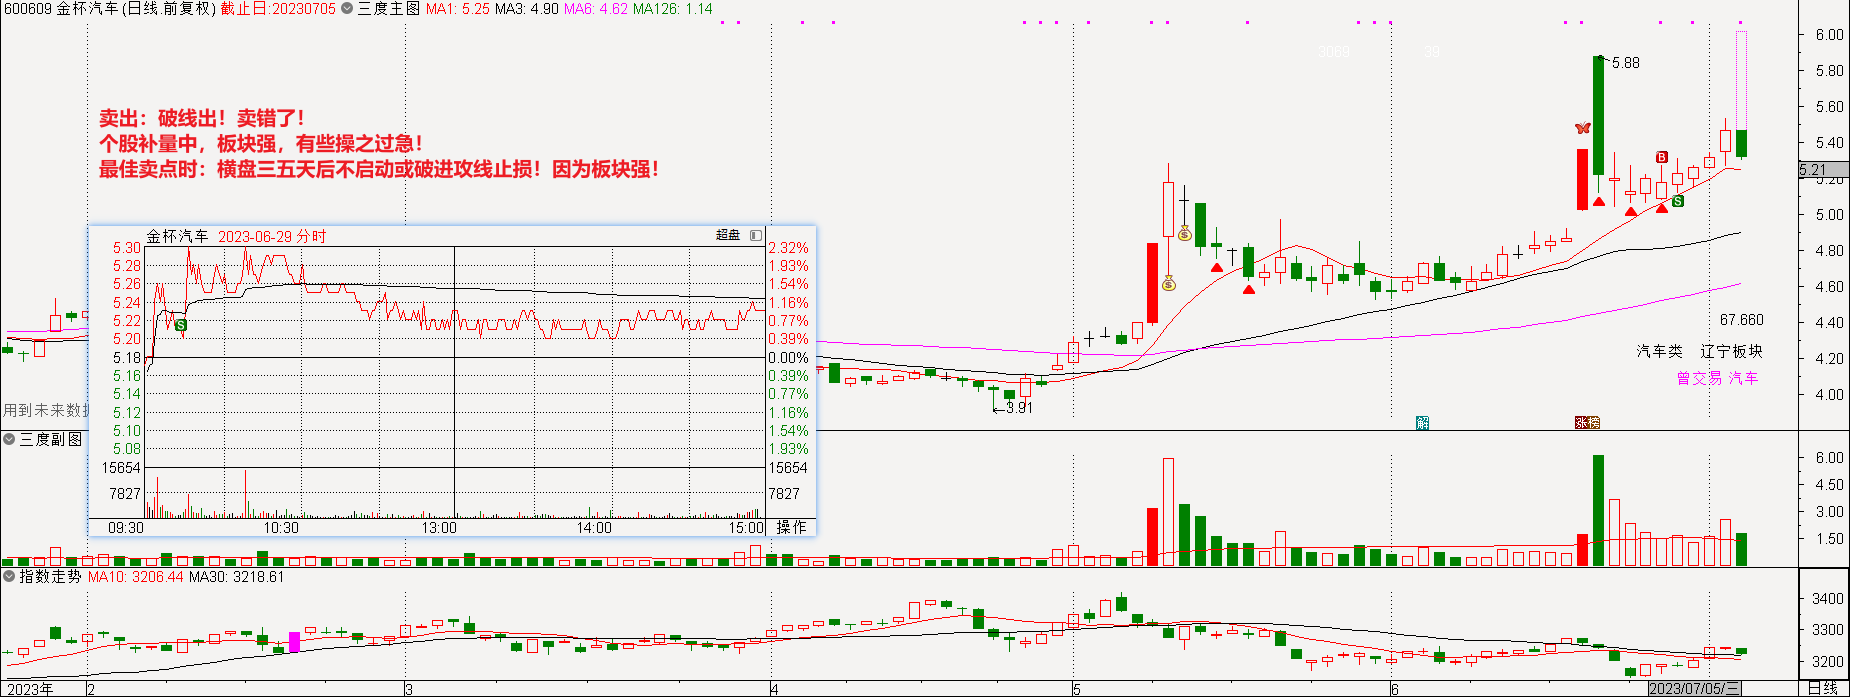 600609 金杯汽车(日线.前复权) 截止日:20230705 三度主图 MA1: 5.25 MA3: 4.90 MA6: 4.62 MA126: 1.14
卖出：破线出！卖错了！
个股补量中，板块强，有些操之过急！
最佳卖点时：横盘三五天后不启动或破进攻线止损！因为板块强！
3069 39
5.88
3.91
B
S
$
$
67.660
汽车类 辽宁板块
曾交易 汽车
解
涨榜
6.00
5.80
5.60
5.40
5.21
5.20
5.00
4.80
4.60
4.40
4.20
4.00
金杯汽车 2023-06-29 分时 超盘
5.30 2.32%
5.28 1.93%
5.26 1.54%
5.24 1.16%
5.22 0.77%
5.20 0.39%
5.18 0.00%
5.16 0.39%
5.14 0.77%
5.12 1.16%
5.10 1.54%
5.08 1.93%
15654 15654
7827 7827
S
09:30 10:30 13:00 14:00 15:00 操作
用到未来数据
三度副图
6.00
4.50
3.00
1.50
指数走势 MA10: 3206.44 MA30: 3218.61
3400
3300
3200
2023年 2 3 4 5 6 2023/07/05/三 日线